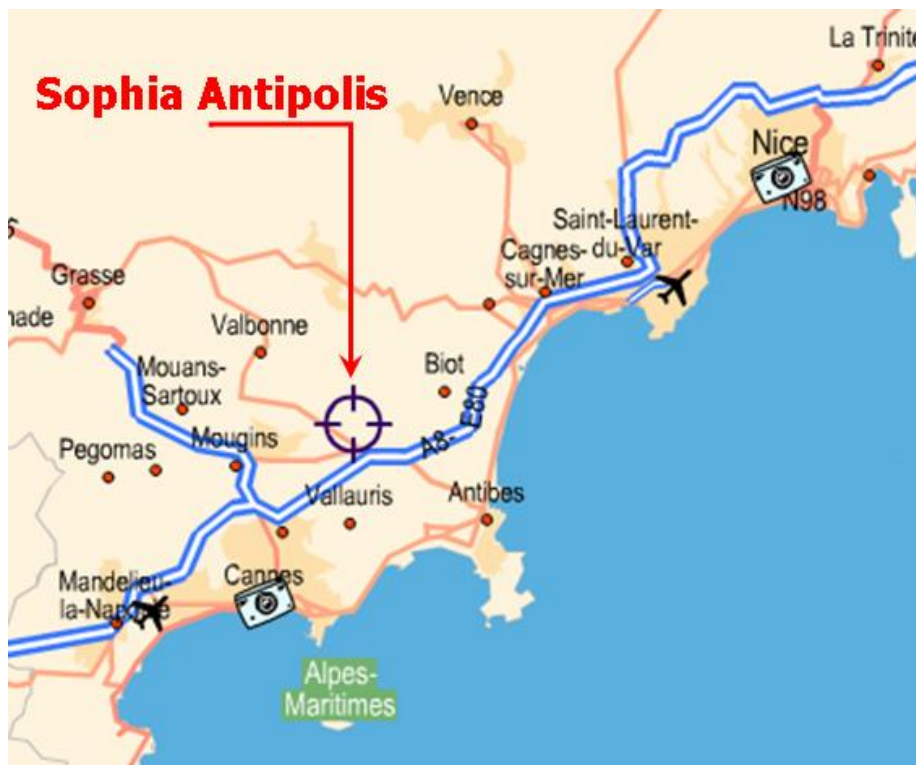 La Trinité
Sophia Antipolis
Vence
Nice
N98
Saint-Laurent-
du-Var
Cagnes-
sur-Mer
Grasse
nade
Valbonne
Biot
Mouans-
Sartoux
A8- E80
Mougins
Pegomas
Vallauris
Antibes
Mandelieu-
la-Napoule
Cannes
Alpes-
Maritimes